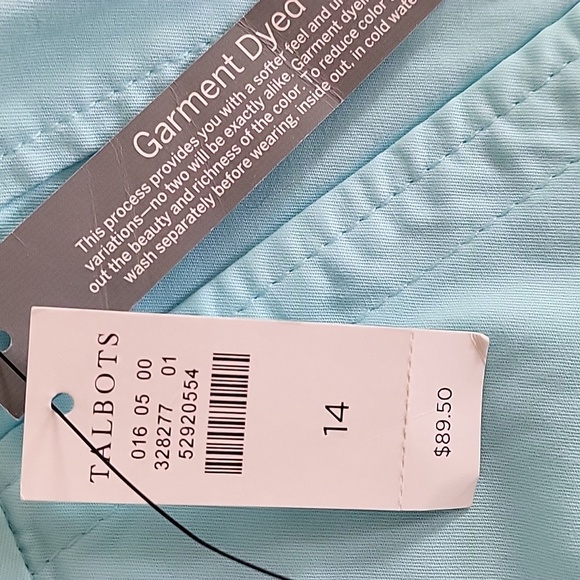 Garment Dyed
This process provides you with a softer feel and
variations—no two will be exactly alike. Garment
out the beauty and richness of the color. To reduce color
wash separately before wearing, inside out, in cold
TALBOTS
016 05 00
328277 01
52920554
14
$89.50